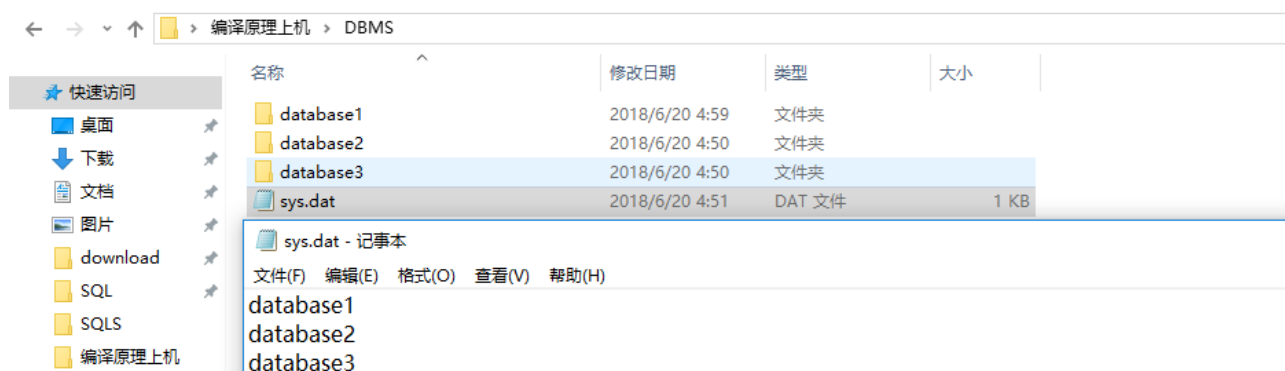 编译原理上机 › DBMS
名称 修改日期 类型 大小
快速访问
桌面
下载
文档
图片
download
SQL
SQLS
编译原理上机
database1 2018/6/20 4:59 文件夹
database2 2018/6/20 4:50 文件夹
database3 2018/6/20 4:50 文件夹
sys.dat 2018/6/20 4:51 DAT 文件 1 KB
sys.dat - 记事本
文件(F) 编辑(E) 格式(O) 查看(V) 帮助(H)
database1
database2
database3